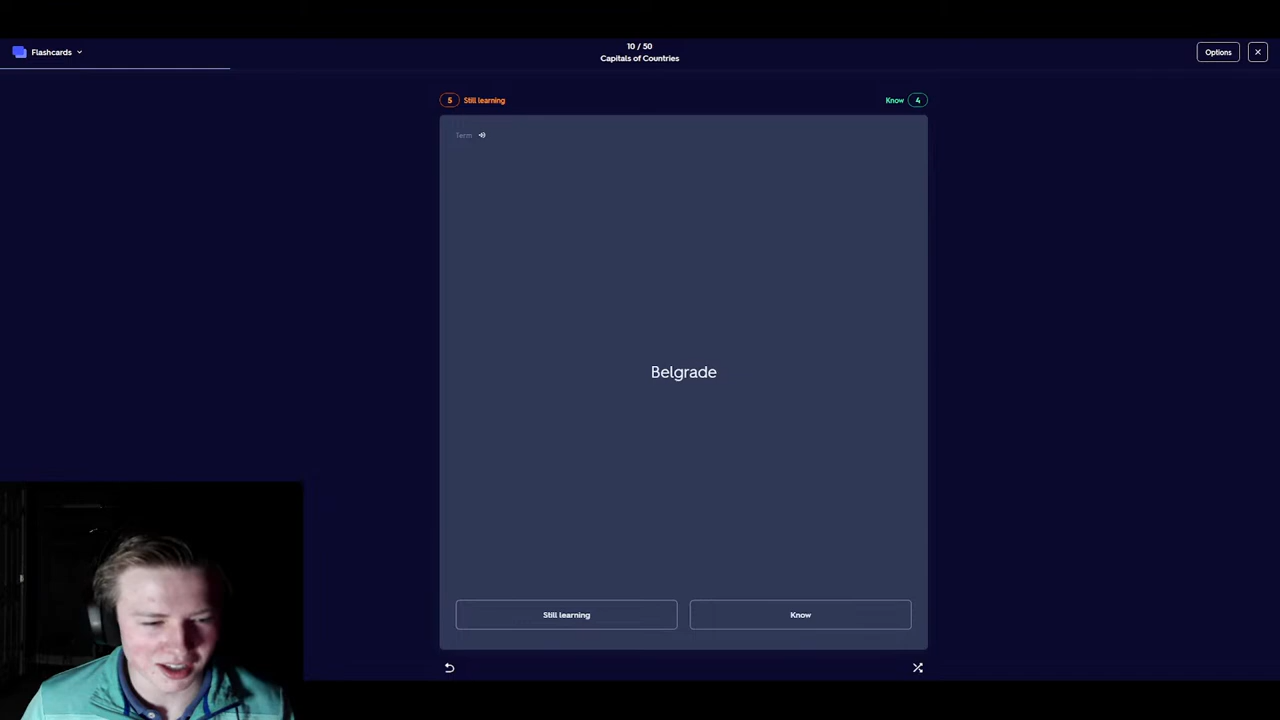 Flashcards
10 / 50
Capitals of Countries
Options
5 Still learning
Know 4
Term
Belgrade
Still learning
Know